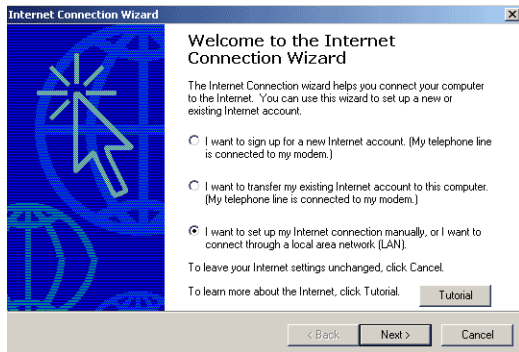 Internet Connection Wizard
Welcome to the Internet
Connection Wizard
The Internet Connection wizard helps you connect your computer
to the Internet. You can use this wizard to set up a new or
existing Internet account.
I want to sign up for a new Internet account. (My telephone line
is connected to my modem.)
I want to transfer my existing Internet account to this computer.
(My telephone line is connected to my modem.)
I want to set up my Internet connection manually, or I want to
connect through a local area network (LAN).
To leave your Internet settings unchanged, click Cancel.
To learn more about the Internet, click Tutorial.
Tutorial
< Back
Next >
Cancel